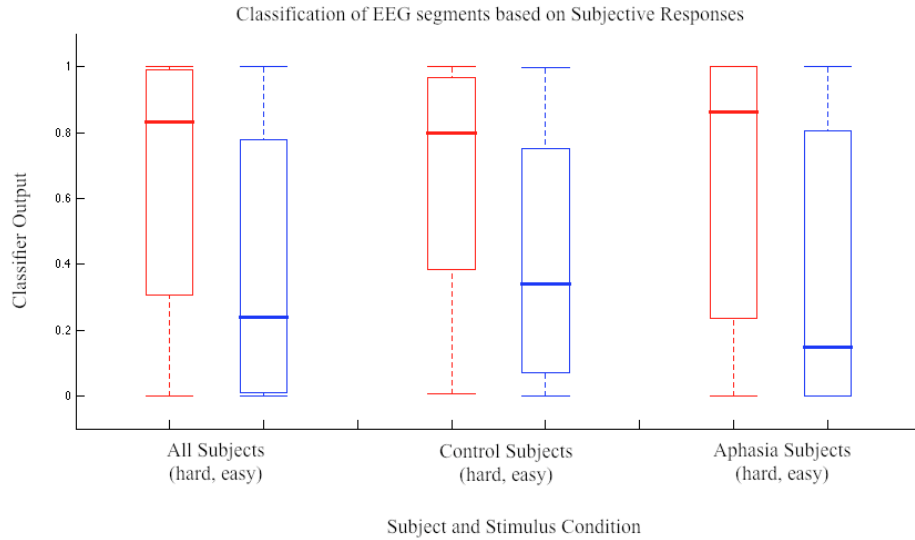 Classification of EEG segments based on Subjective Responses
Classifier Output
1
0.8
0.6
0.4
0.2
0
All Subjects
(hard, easy)
Control Subjects
(hard, easy)
Aphasia Subjects
(hard, easy)
Subject and Stimulus Condition